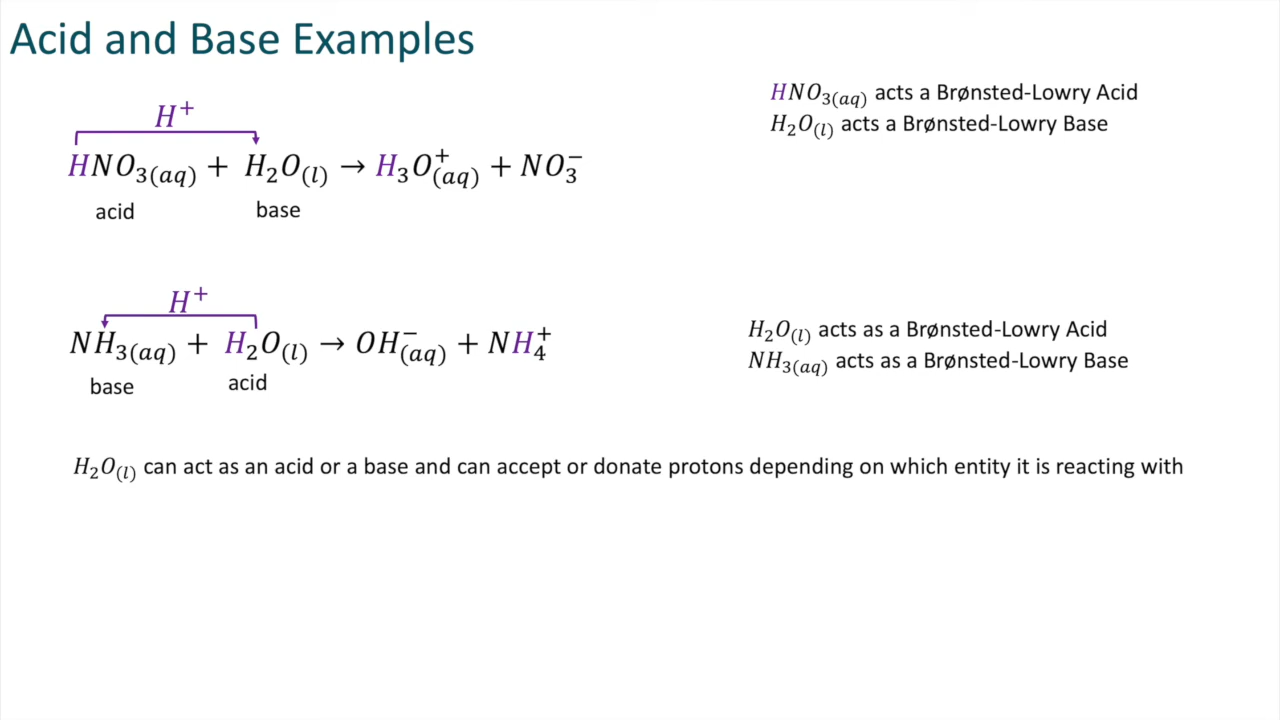 Acid and Base Examples
H⁺
HNO₃₍aq₎ + H₂O₍l₎ → H₃O⁺₍aq₎ + NO₃⁻
acid base
HNO₃₍aq₎ acts a Brønsted-Lowry Acid
H₂O₍l₎ acts a Brønsted-Lowry Base
H⁺
NH₃₍aq₎ + H₂O₍l₎ → OH⁻₍aq₎ + NH₄⁺
base acid
H₂O₍l₎ acts as a Brønsted-Lowry Acid
NH₃₍aq₎ acts as a Brønsted-Lowry Base
H₂O₍l₎ can act as an acid or a base and can accept or donate protons depending on which entity it is reacting with